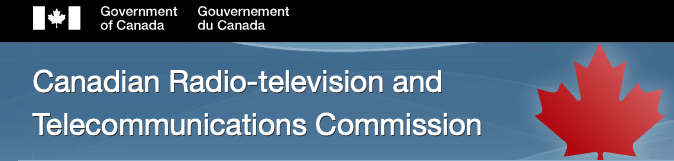 Government Gouvernement
of Canada du Canada
Canadian Radio-television and
Telecommunications Commission